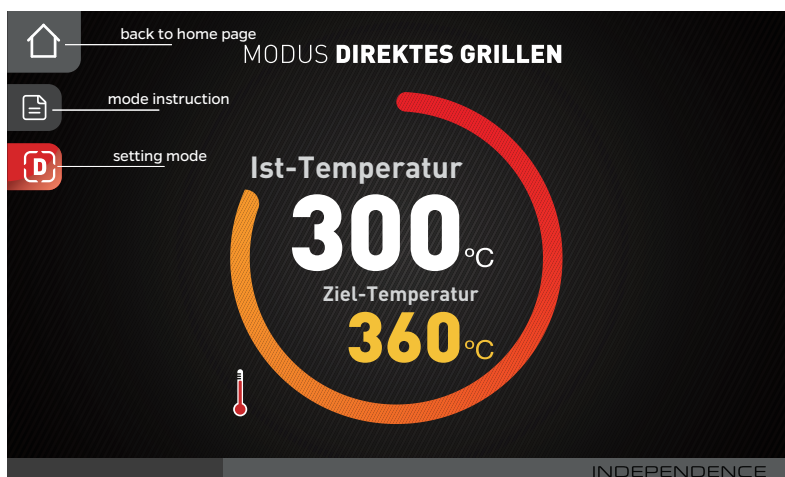 back to home page
MODUS DIREKTES GRILLEN
mode instruction
D
setting mode
Ist-Temperatur
300 °C
Ziel-Temperatur
360 °C
INDEPENDENCE